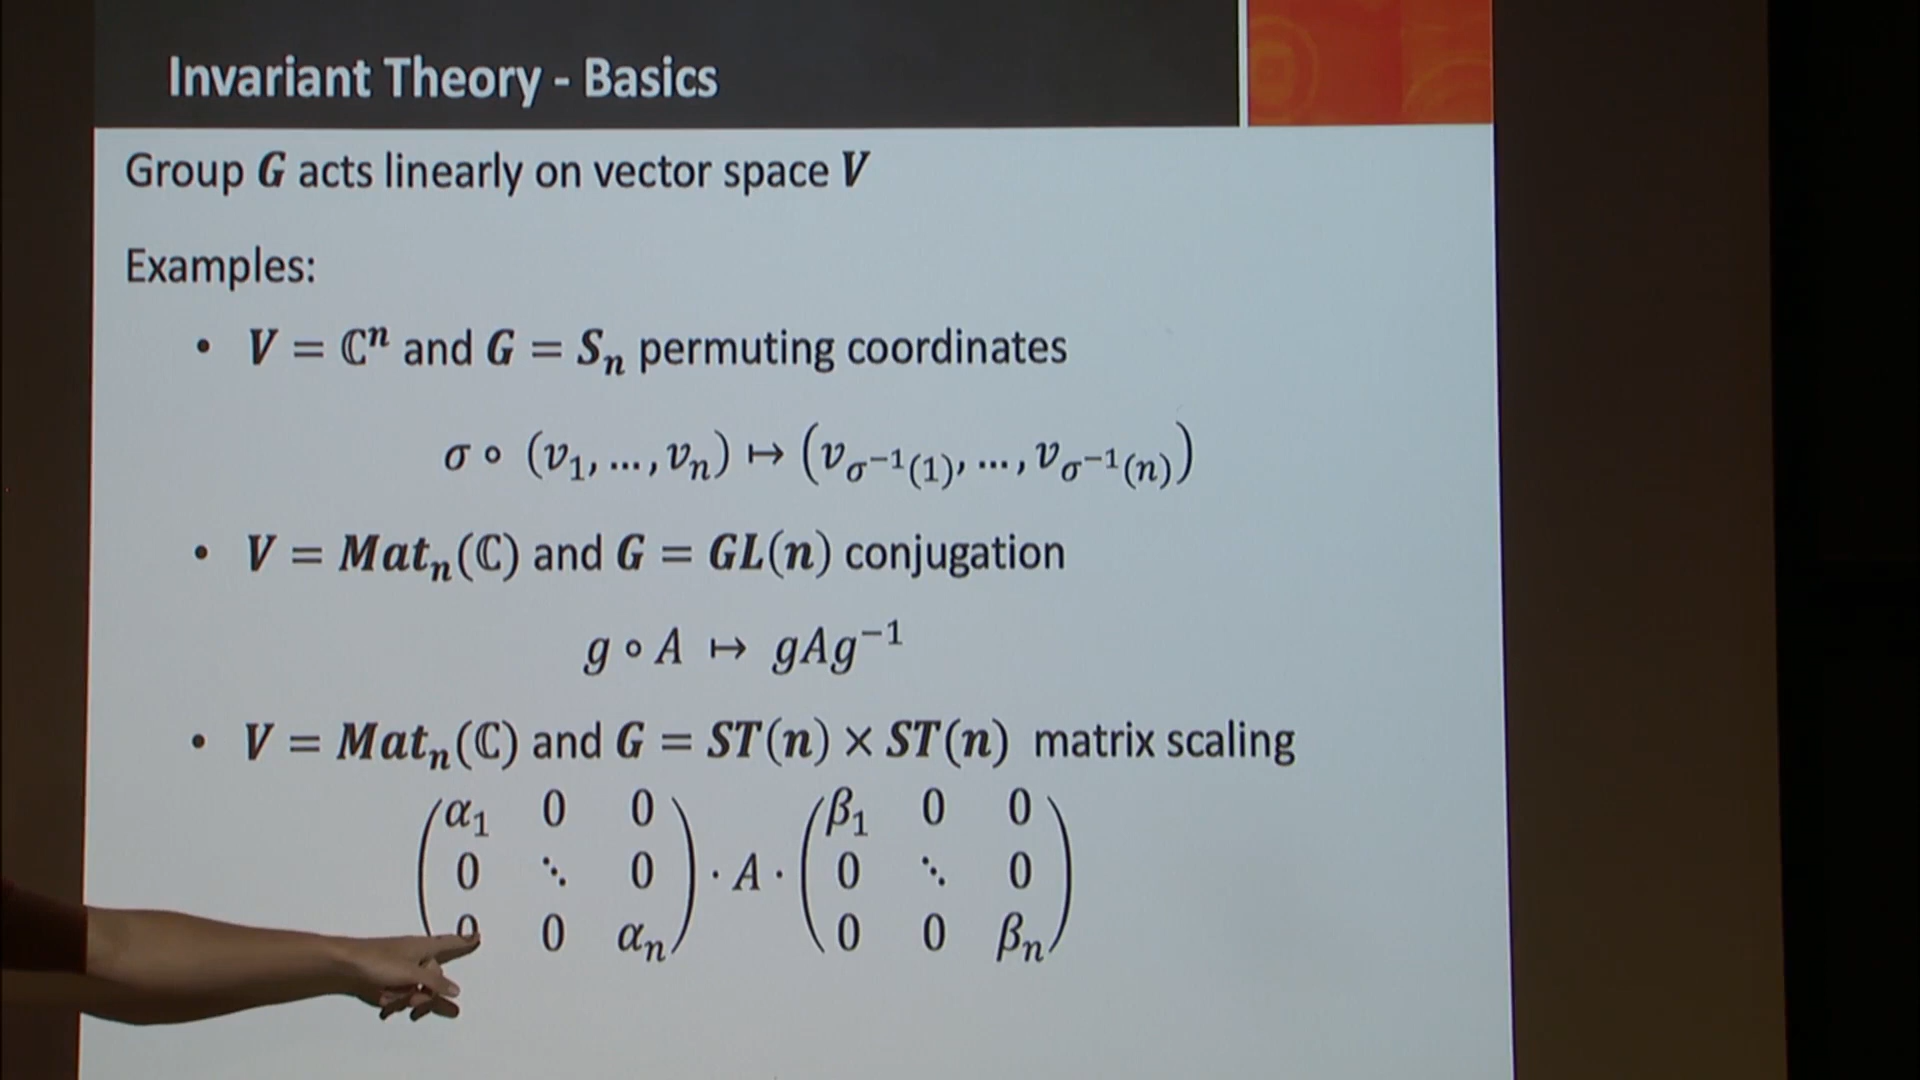 Invariant Theory - Basics
Group G acts linearly on vector space V
Examples:
• V = ℂⁿ and G = Sₙ permuting coordinates
σ ∘ (v₁, ..., vₙ) ↦ (v_{σ⁻¹(1)}, ..., v_{σ⁻¹(n)})
• V = Matₙ(ℂ) and G = GL(n) conjugation
g ∘ A ↦ gAg⁻¹
• V = Matₙ(ℂ) and G = ST(n) × ST(n) matrix scaling
(α₁ 0 0; 0 ⋱ 0; 0 0 αₙ) · A · (β₁ 0 0; 0 ⋱ 0; 0 0 βₙ)